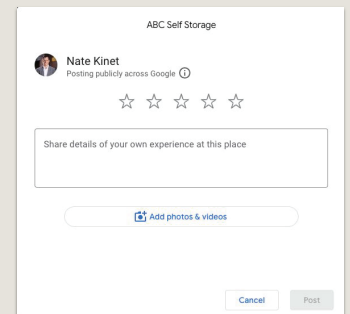 ABC Self Storage
Nate Kinet
Posting publicly across Google
Share details of your own experience at this place
Add photos & videos
Cancel
Post